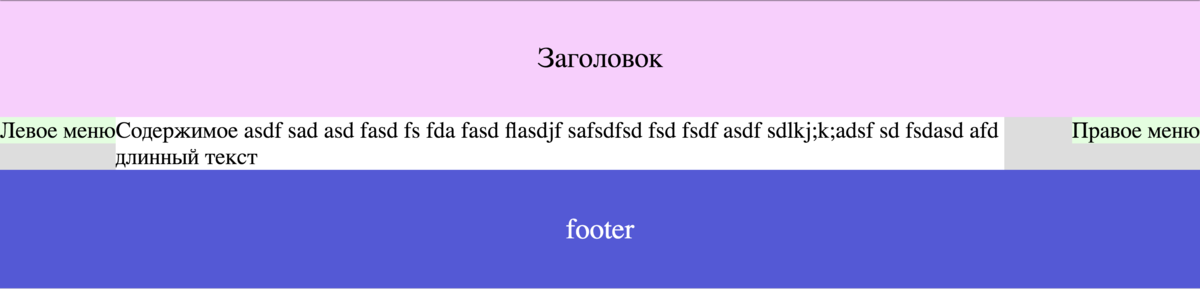 Заголовок
Левое меню
Содержимое asdf sad asd fasd fs fda fasd flasdjf safsdfsd fsd fsdf asdf sdlkj;k;adsf sd fsdasd afd
длинный текст
Правое меню
footer